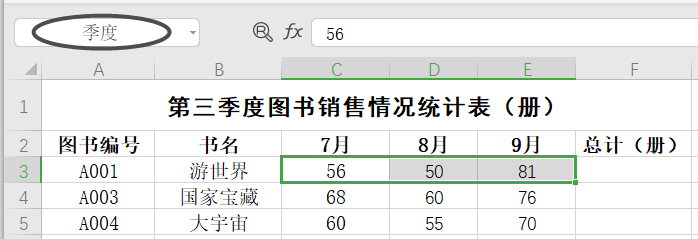 季度 fx 56
A B C D E F
1 第三季度图书销售情况统计表（册）
2 图书编号 书名 7月 8月 9月 总计（册）
3 A001 游世界 56 50 81
4 A003 国家宝藏 68 60 76
5 A004 大宇宙 60 55 70